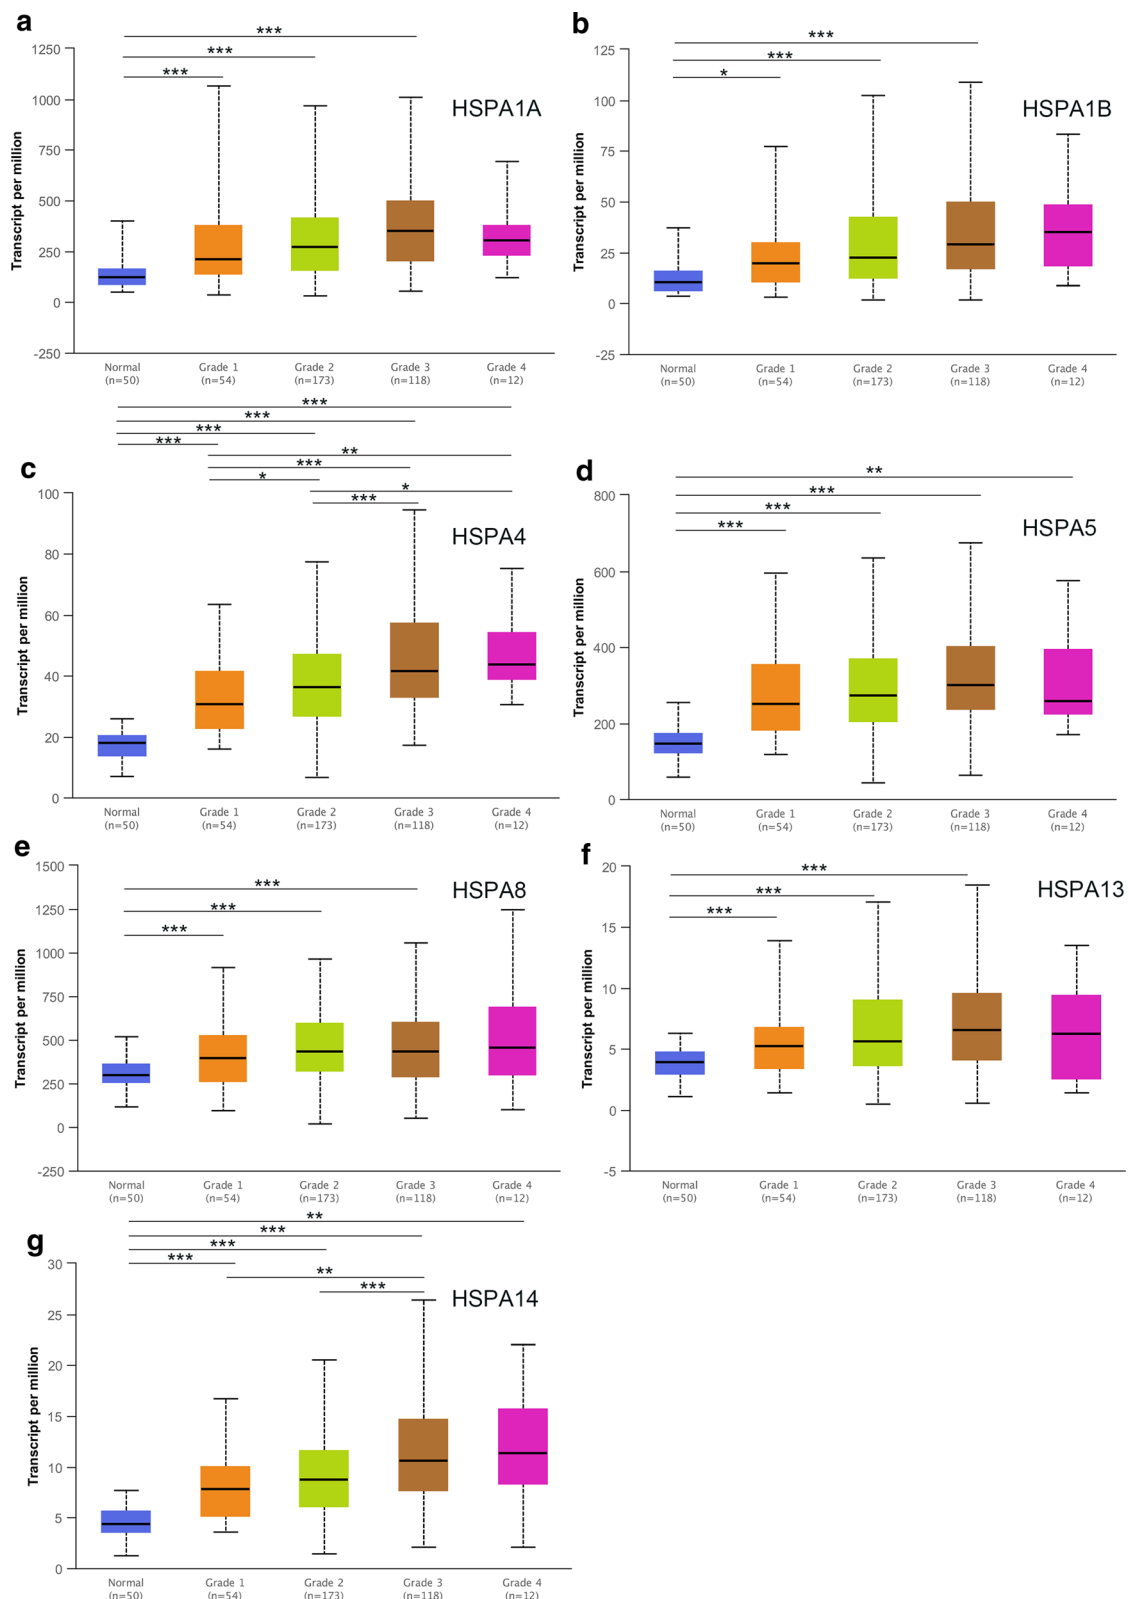 a
***
***
***
HSPA1A
Transcript per million
1250
1000
750
500
250
0
-250
Normal (n=50)
Grade 1 (n=54)
Grade 2 (n=173)
Grade 3 (n=118)
Grade 4 (n=12)
b
***
***
*
HSPA1B
Transcript per million
125
100
75
50
25
0
-25
Normal (n=50)
Grade 1 (n=54)
Grade 2 (n=173)
Grade 3 (n=118)
Grade 4 (n=12)
c
***
***
***
***
**
***
*
*
***
HSPA4
Transcript per million
100
80
60
40
20
0
Normal (n=50)
Grade 1 (n=54)
Grade 2 (n=173)
Grade 3 (n=118)
Grade 4 (n=12)
d
**
***
***
***
HSPA5
Transcript per million
800
600
400
200
0
Normal (n=50)
Grade 1 (n=54)
Grade 2 (n=173)
Grade 3 (n=118)
Grade 4 (n=12)
e
***
***
***
HSPA8
Transcript per million
1500
1250
1000
750
500
250
0
-250
Normal (n=50)
Grade 1 (n=54)
Grade 2 (n=173)
Grade 3 (n=118)
Grade 4 (n=12)
f
***
***
***
HSPA13
Transcript per million
20
15
10
5
0
-5
Normal (n=50)
Grade 1 (n=54)
Grade 2 (n=173)
Grade 3 (n=118)
Grade 4 (n=12)
g
**
***
***
***
**
***
HSPA14
Transcript per million
30
25
20
15
10
5
0
Normal (n=50)
Grade 1 (n=54)
Grade 2 (n=173)
Grade 3 (n=118)
Grade 4 (n=12)